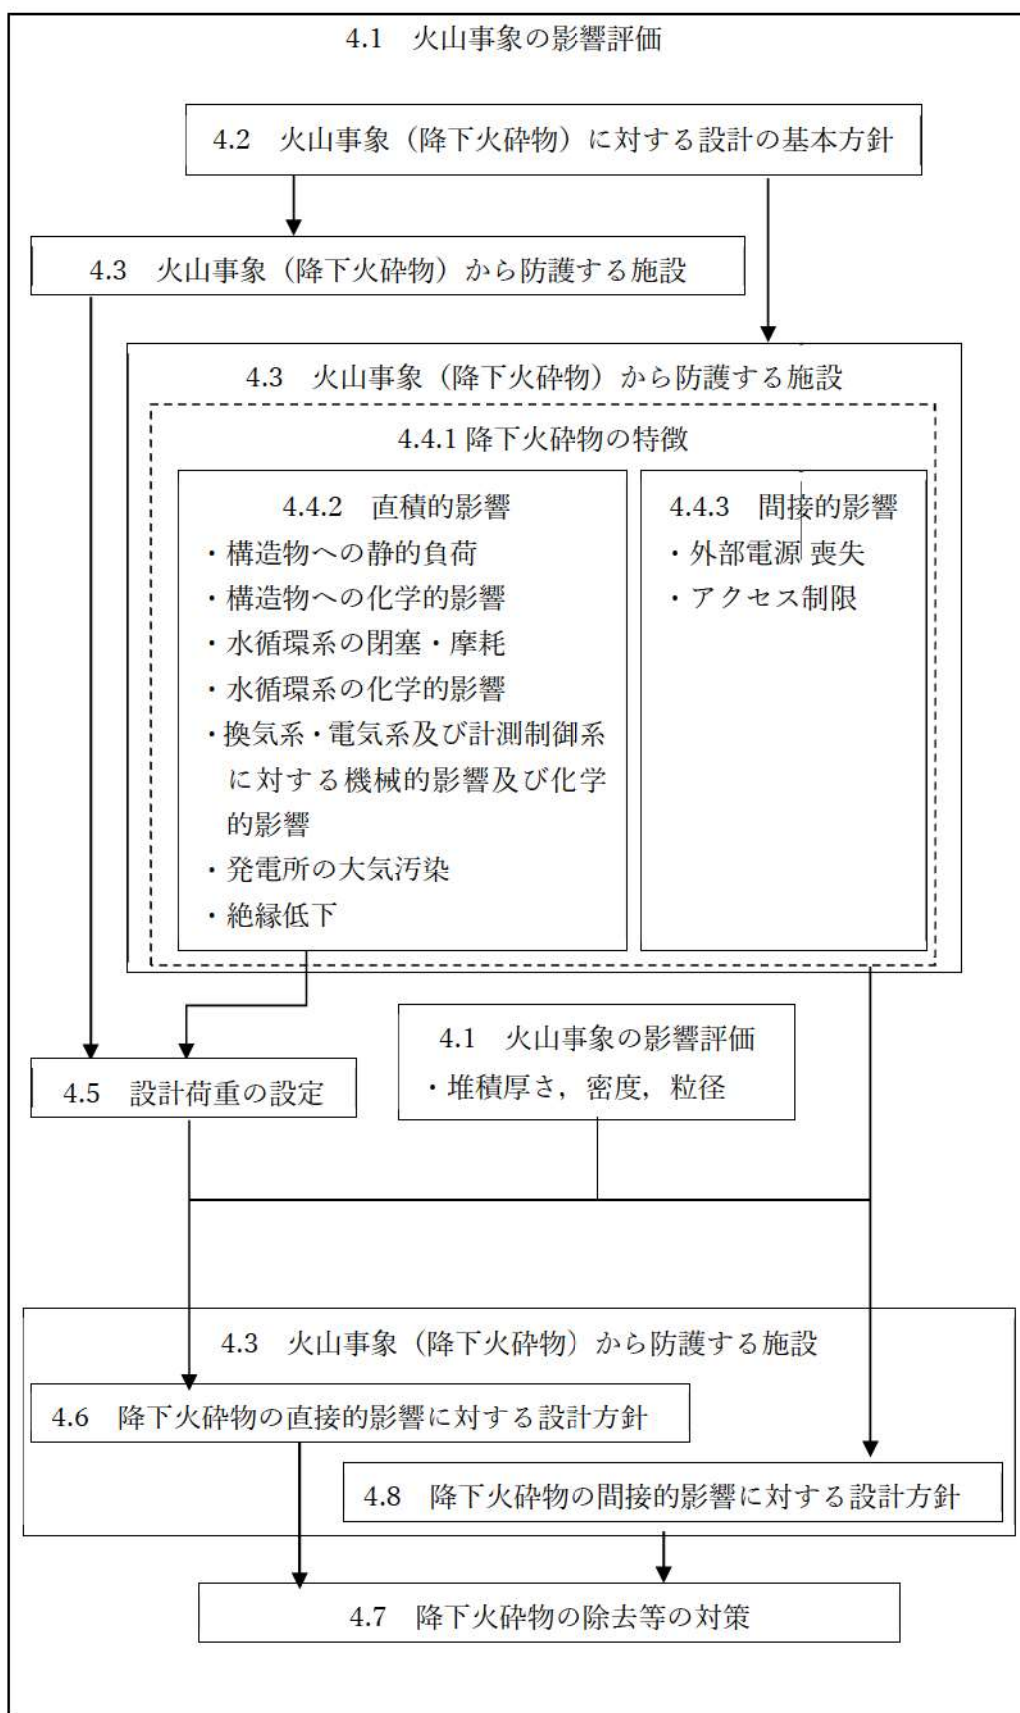 4.1 火山事象の影響評価
4.2 火山事象（降下火砕物）に対する設計の基本方針
4.3 火山事象（降下火砕物）から防護する施設
4.3 火山事象（降下火砕物）から防護する施設
4.4.1 降下火砕物の特徴
4.4.2 直積的影響
・構造物への静的負荷
・構造物への化学的影響
・水循環系の閉塞・摩耗
・水循環系の化学的影響
・換気系・電気系及び計測制御系
に対する機械的影響及び化学
的影響
・発電所の大気汚染
・絶縁低下
4.4.3 間接的影響
・外部電源 喪失
・アクセス制限
4.1 火山事象の影響評価
・堆積厚さ，密度，粒径
4.5 設計荷重の設定
4.3 火山事象（降下火砕物）から防護する施設
4.6 降下火砕物の直接的影響に対する設計方針
4.8 降下火砕物の間接的影響に対する設計方針
4.7 降下火砕物の除去等の対策